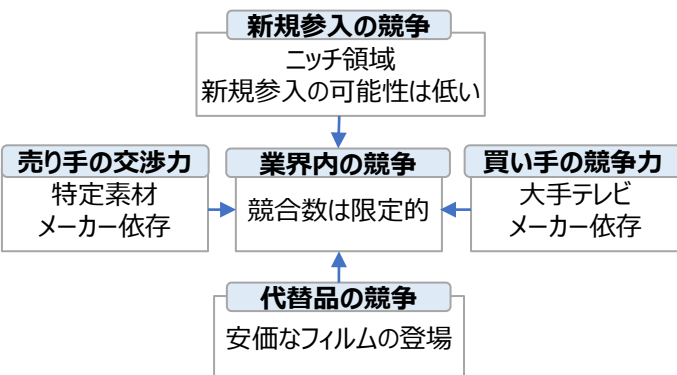 新規参入の競争
ニッチ領域
新規参入の可能性は低い
売り手の交渉力
特定素材
メーカー依存
業界内の競争
競合数は限定的
買い手の競争力
大手テレビ
メーカー依存
代替品の競争
安価なフィルムの登場